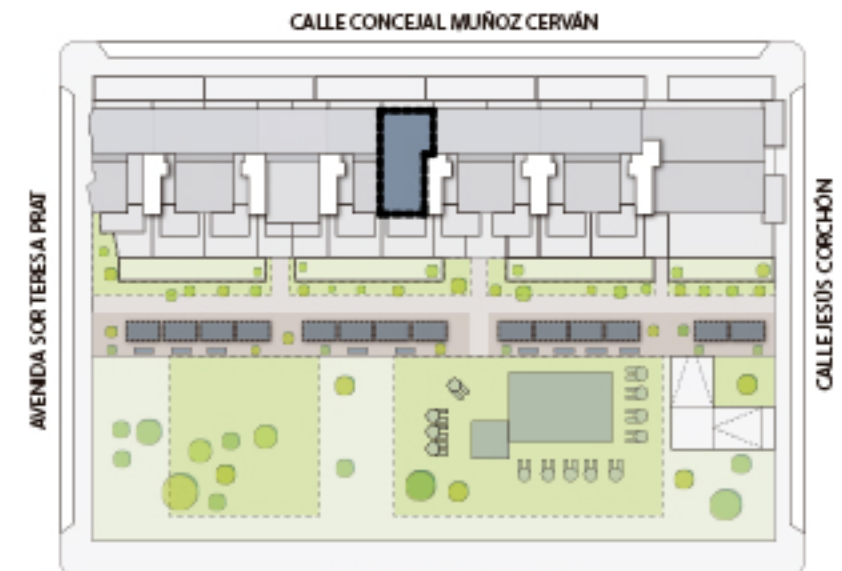 CALLE CONCEJAL MUÑOZ CERVÁN
AVENIDA SOR TERESA PRAT
CALLE JESÚS CORCHÓN